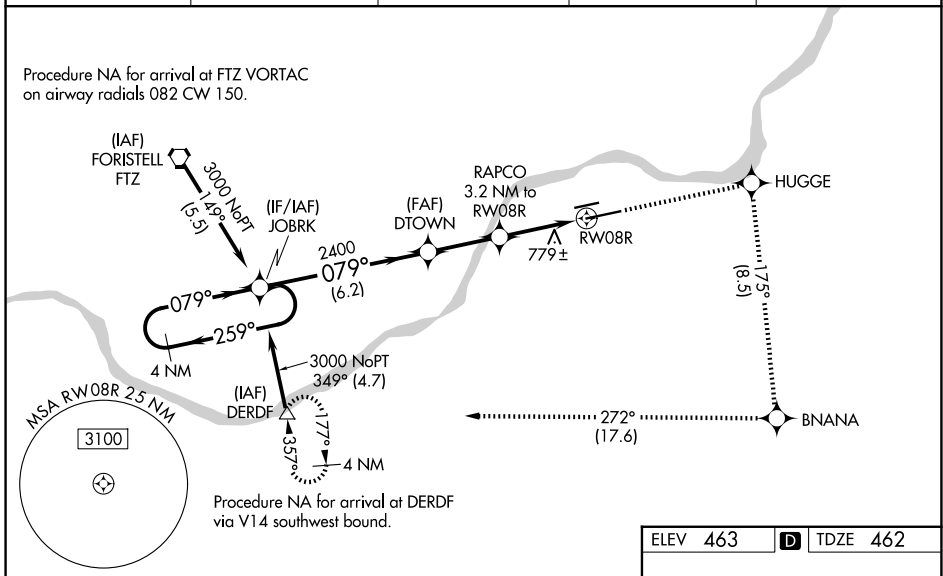 Procedure NA for arrival at FTZ VORTAC
on airway radials 082 CW 150.
(IAF)
FORISTELL
FTZ
3000 NoPT
149°
(5.5)
(IF/IAF)
JOBRK
(FAF)
DTOWN
RAPCO
3.2 NM to
RW08R
HUGGE
RW08R
779±
2400
079°
(6.2)
079°
259°
4 NM
175°
(8.5)
3000 NoPT
349° (4.7)
(IAF)
DERDF
177°
357°
4 NM
272°
(17.6)
BNANA
MSA RW08R 25 NM
3100
Procedure NA for arrival at DERDF
via V14 southwest bound.
ELEV 463 D TDZE 462